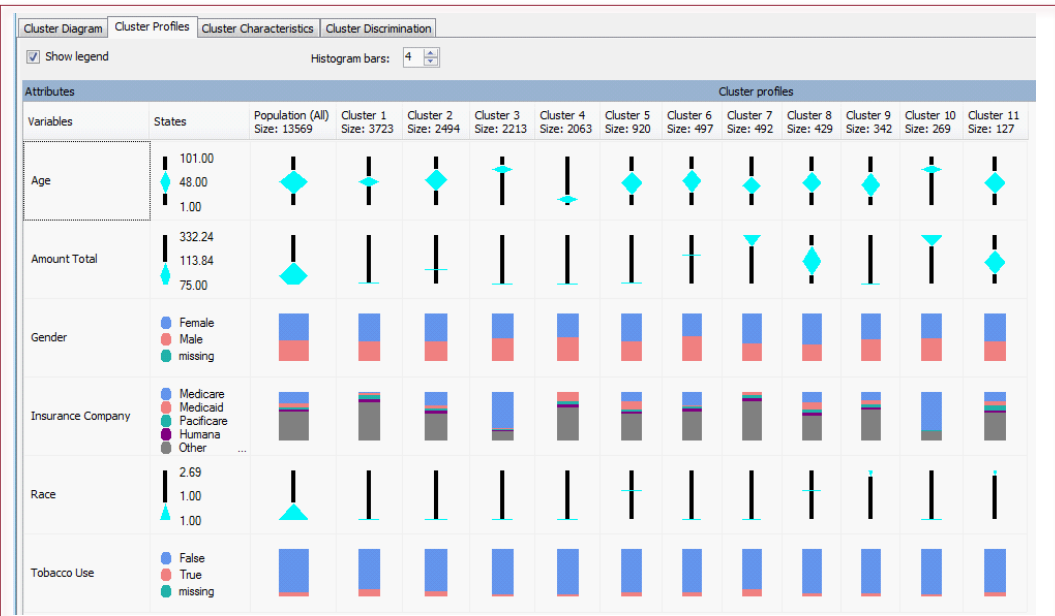 Cluster Diagram Cluster Profiles Cluster Characteristics Cluster Discrimination
Show legend Histogram bars: 4
Attributes Cluster profiles
Variables States Population (All) Size: 13569 Cluster 1 Size: 3723 Cluster 2 Size: 2494 Cluster 3 Size: 2213 Cluster 4 Size: 2063 Cluster 5 Size: 920 Cluster 6 Size: 497 Cluster 7 Size: 492 Cluster 8 Size: 429 Cluster 9 Size: 342 Cluster 10 Size: 269 Cluster 11 Size: 127
Age
101.00
48.00
1.00
Amount Total
332.24
113.84
75.00
Gender
Female
Male
missing
Insurance Company
Medicare
Medicaid
Pacificare
Humana
Other ...
Race
2.69
1.00
1.00
Tobacco Use
False
True
missing